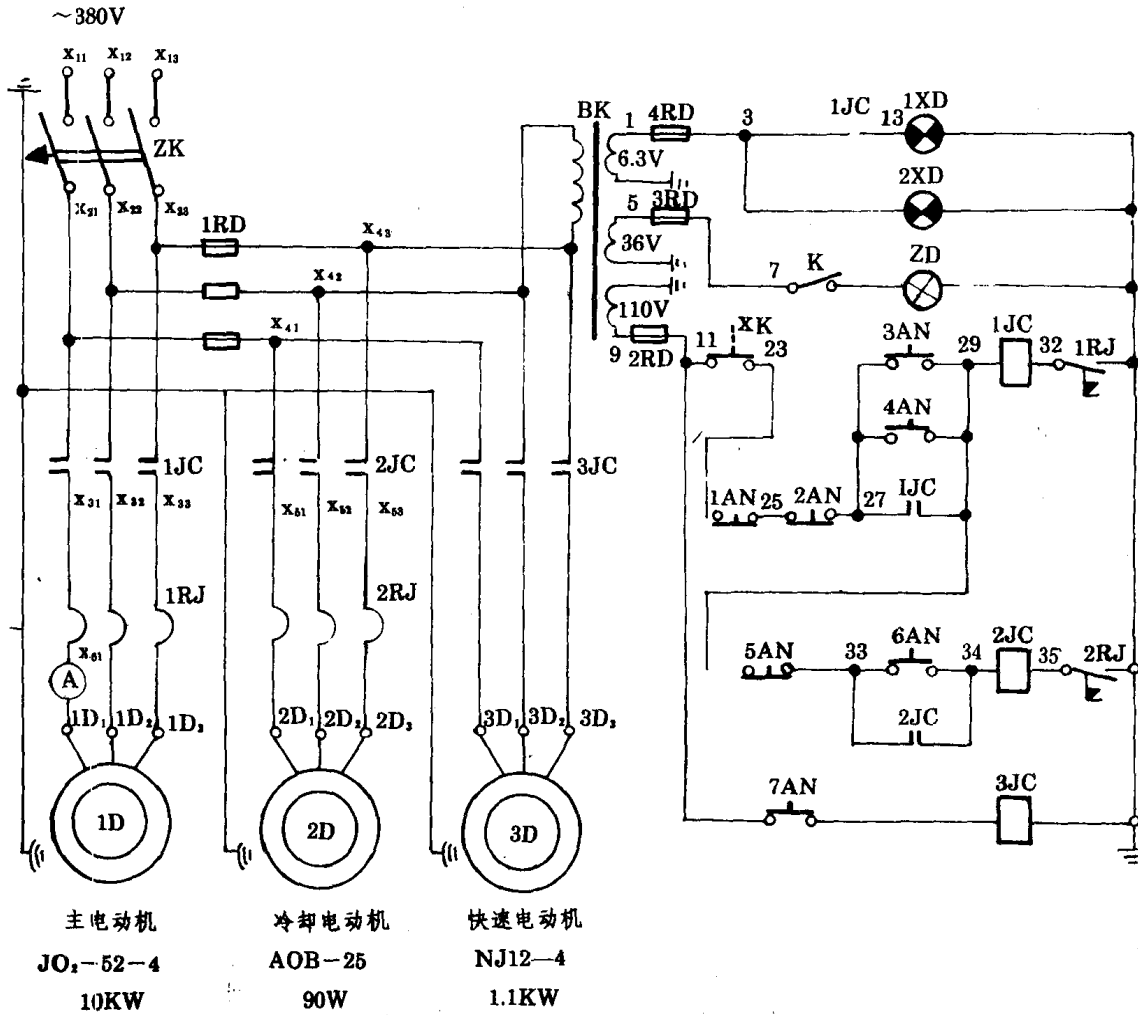 ~380V
X₁₁ X₁₂ X₁₃
ZK
X₂₁ X₂₂ X₂₃
1RD
X₄₃
X₄₂
X₄₁
BK
1 4RD 3 1JC 13 1XD
6.3V
2XD
5 3RD
36V
7 K ZD
110V
9 2RD 11 XK 23
3AN 29 1JC 32 1RJ
4AN
1AN 25 2AN 27 1JC
1JC 2JC 3JC
X₃₁ X₃₂ X₃₃
X₅₁ X₅₂ X₅₃
1RJ 2RJ
X₆₁
A
5AN 33 6AN 34 2JC 35 2RJ
2JC
1D₁ 1D₂ 1D₃
2D₁ 2D₂ 2D₃
3D₁ 3D₂ 3D₃
7AN 3JC
1D 2D 3D
主电动机 冷却电动机 快速电动机
JO₂-52-4 AOB-25 NJ12—4
10KW 90W 1.1KW